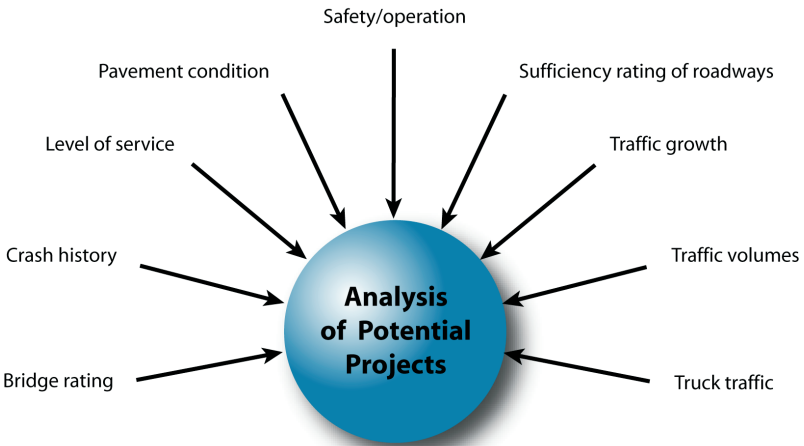 Safety/operation
Pavement condition
Sufficiency rating of roadways
Level of service
Traffic growth
Crash history
Traffic volumes
Analysis
of Potential
Projects
Bridge rating
Truck traffic